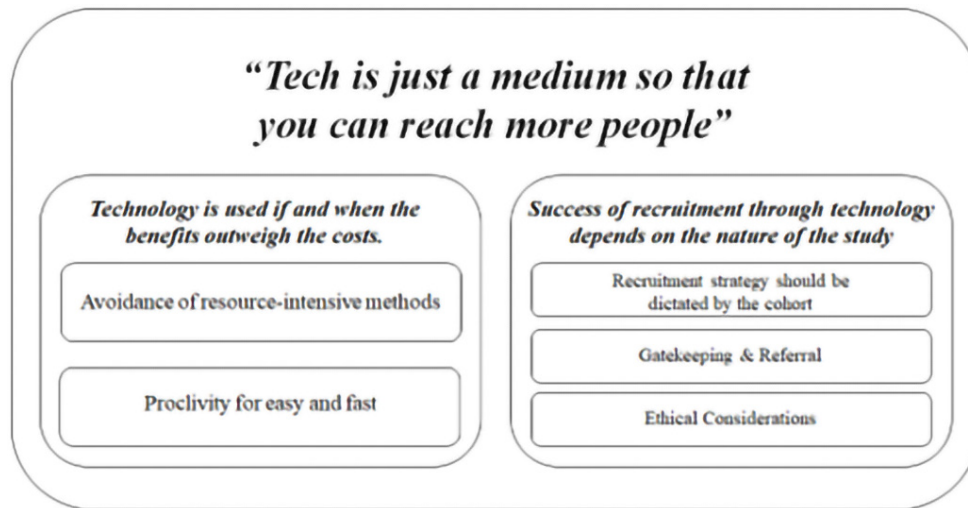 “Tech is just a medium so that
you can reach more people”
Technology is used if and when the
benefits outweigh the costs.
Avoidance of resource-intensive methods
Proclivity for easy and fast
Success of recruitment through technology
depends on the nature of the study
Recruitment strategy should be
dictated by the cohort
Gatekeeping & Referral
Ethical Considerations